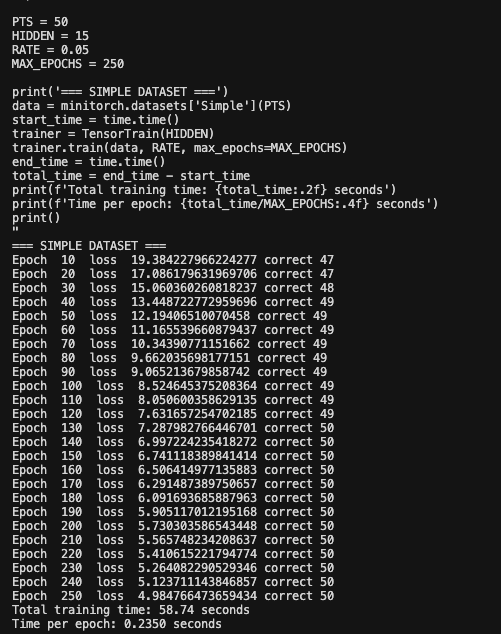 PTS = 50
HIDDEN = 15
RATE = 0.05
MAX_EPOCHS = 250
print('=== SIMPLE DATASET ===')
data = minitorch.datasets['Simple'](PTS)
start_time = time.time()
trainer = TensorTrain(HIDDEN)
trainer.train(data, RATE, max_epochs=MAX_EPOCHS)
end_time = time.time()
total_time = end_time - start_time
print(f'Total training time: {total_time:.2f} seconds')
print(f'Time per epoch: {total_time/MAX_EPOCHS:.4f} seconds')
print()
"
=== SIMPLE DATASET ===
Epoch  10  loss  19.384227966224277 correct 47
Epoch  20  loss  17.086179631969706 correct 47
Epoch  30  loss  15.060360260818237 correct 48
Epoch  40  loss  13.448722772959696 correct 49
Epoch  50  loss  12.19406510070458 correct 49
Epoch  60  loss  11.165539660879437 correct 49
Epoch  70  loss  10.34390771151662 correct 49
Epoch  80  loss  9.662035698177151 correct 49
Epoch  90  loss  9.065213679858742 correct 49
Epoch  100  loss  8.524645375208364 correct 49
Epoch  110  loss  8.050600358629135 correct 49
Epoch  120  loss  7.631657254702185 correct 49
Epoch  130  loss  7.287982766446701 correct 50
Epoch  140  loss  6.997224235418272 correct 50
Epoch  150  loss  6.741118389841414 correct 50
Epoch  160  loss  6.506414977135883 correct 50
Epoch  170  loss  6.291487389750657 correct 50
Epoch  180  loss  6.091693685887963 correct 50
Epoch  190  loss  5.905117012195168 correct 50
Epoch  200  loss  5.730303586543448 correct 50
Epoch  210  loss  5.565748234208637 correct 50
Epoch  220  loss  5.410615221794774 correct 50
Epoch  230  loss  5.264082290529346 correct 50
Epoch  240  loss  5.123711143846857 correct 50
Epoch  250  loss  4.984766473659434 correct 50
Total training time: 58.74 seconds
Time per epoch: 0.2350 seconds